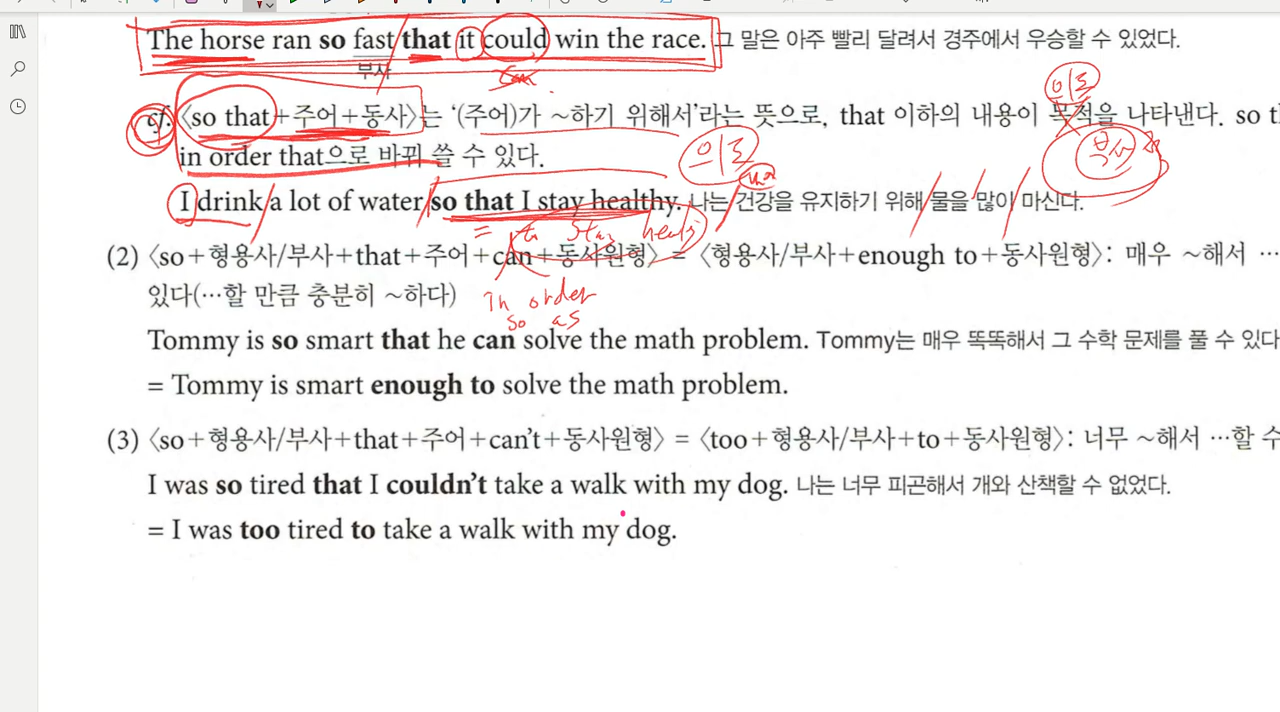 The horse ran so fast that it could win the race. 그 말은 아주 빨리 달려서 경주에서 우승할 수 있었다.
부사
cf. 〈so that+주어+동사〉는 ‘(주어)가 ~하기 위해서’라는 뜻으로, that 이하의 내용이 목적을 나타낸다. so th
의도
in order that으로 바꿔 쓸 수 있다.
의도
I drink a lot of water so that I stay healthy. 나는 건강을 유지하기 위해 물을 많이 마신다.
= to stay healthy
(2) 〈so+형용사/부사+that+주어+can+동사원형〉 = 〈형용사/부사+enough to+동사원형〉: 매우 ~해서 …
있다(…할 만큼 충분히 ~하다)
in order
so as
Tommy is so smart that he can solve the math problem. Tommy는 매우 똑똑해서 그 수학 문제를 풀 수 있다
= Tommy is smart enough to solve the math problem.
(3) 〈so+형용사/부사+that+주어+can't+동사원형〉 = 〈too+형용사/부사+to+동사원형〉: 너무 ~해서 …할 수
I was so tired that I couldn't take a walk with my dog. 나는 너무 피곤해서 개와 산책할 수 없었다.
= I was too tired to take a walk with my dog.